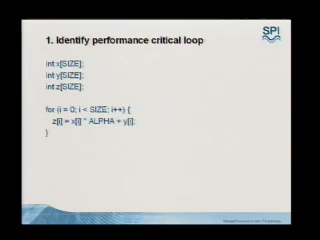 1. Identify performance critical loop
SPI
int x[SIZE];
int y[SIZE];
int z[SIZE];
for (i = 0; i < SIZE; i++) {
z[i] = x[i] * ALPHA + y[i];
}